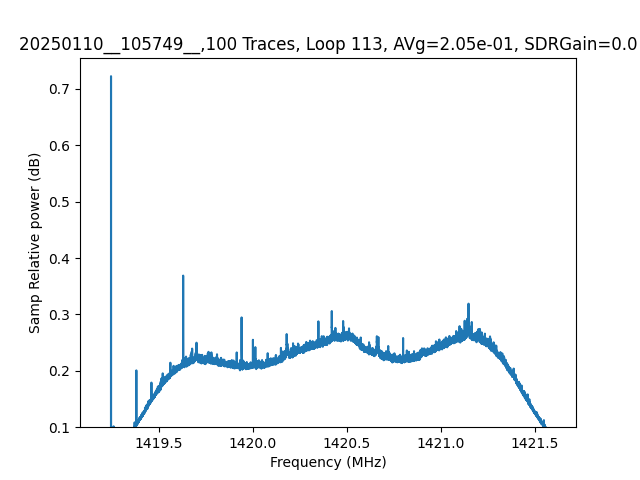 20250110__105749__,100 Traces, Loop 113, AVg=2.05e-01, SDRGain=0.0
0.7
0.6
0.5
0.4
0.3
0.2
0.1
Samp Relative power (dB)
1419.5 1420.0 1420.5 1421.0 1421.5
Frequency (MHz)